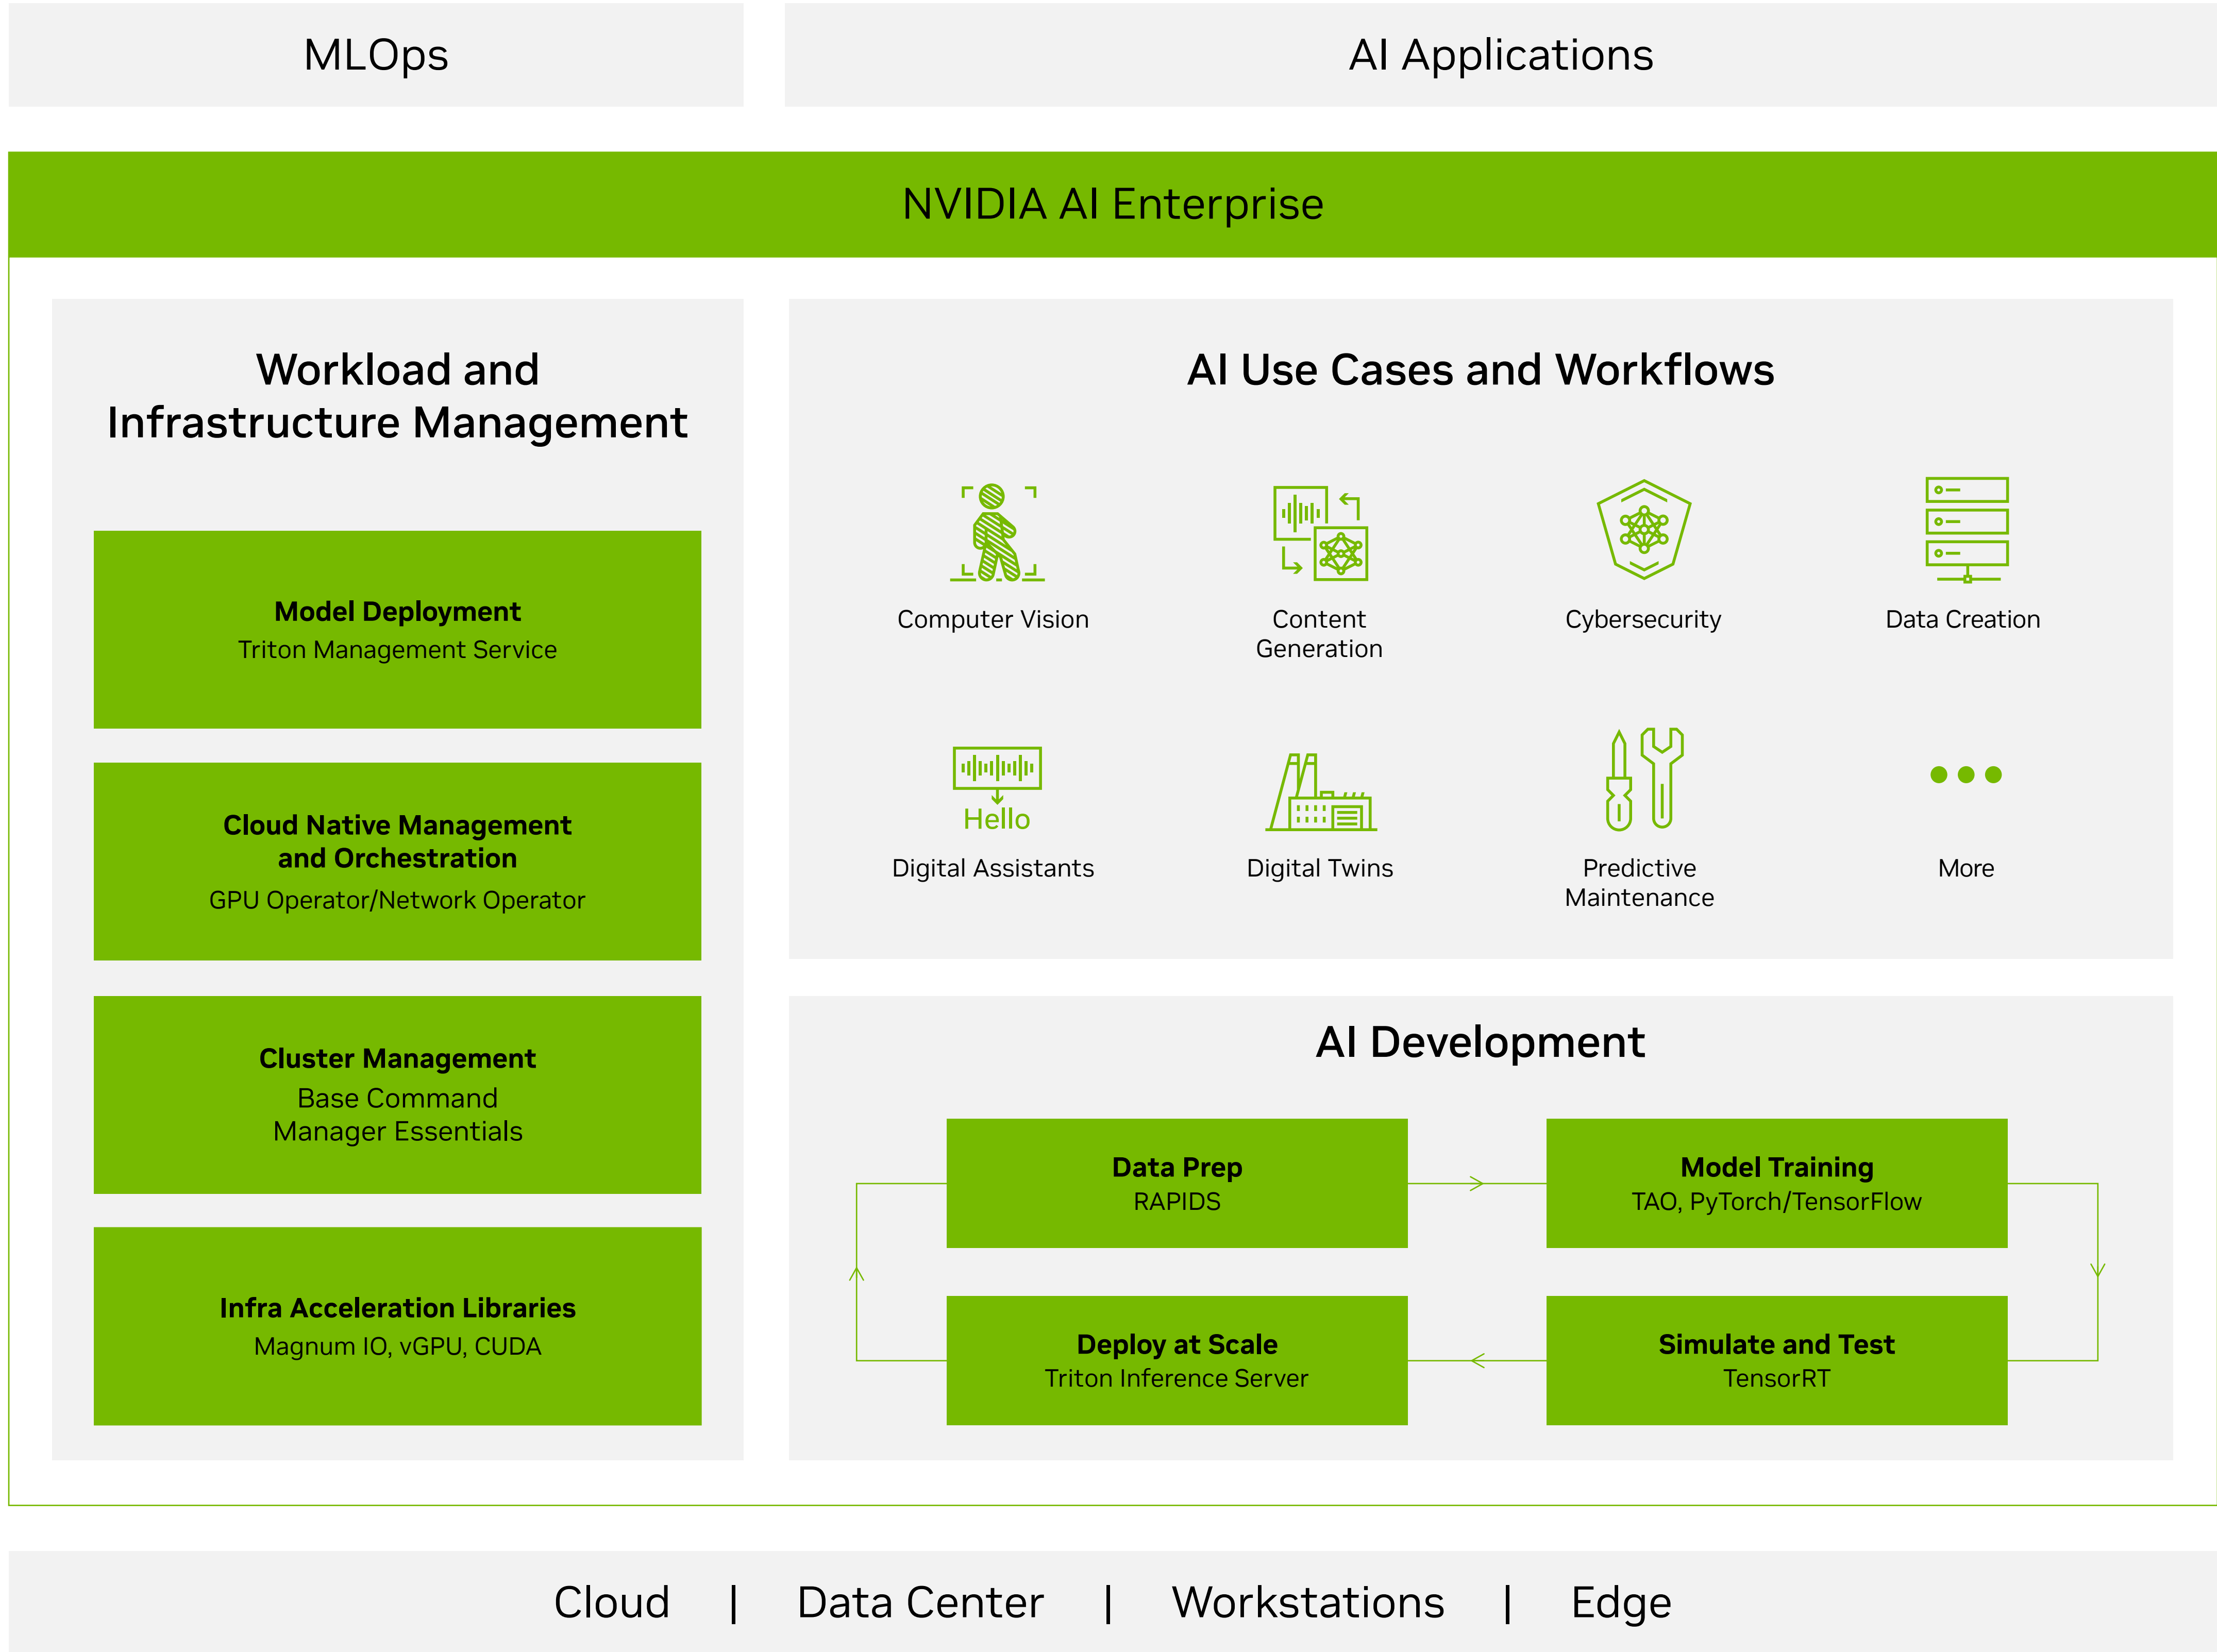 MLOps
AI Applications
NVIDIA AI Enterprise
Workload and
Infrastructure Management
Model Deployment
Triton Management Service
Cloud Native Management
and Orchestration
GPU Operator/Network Operator
Cluster Management
Base Command
Manager Essentials
Infra Acceleration Libraries
Magnum IO, vGPU, CUDA
AI Use Cases and Workflows
Computer Vision
Content
Generation
Cybersecurity
Data Creation
Hello
Digital Assistants
Digital Twins
Predictive
Maintenance
More
AI Development
Data Prep
RAPIDS
Model Training
TAO, PyTorch/TensorFlow
Deploy at Scale
Triton Inference Server
Simulate and Test
TensorRT
Cloud | Data Center | Workstations | Edge